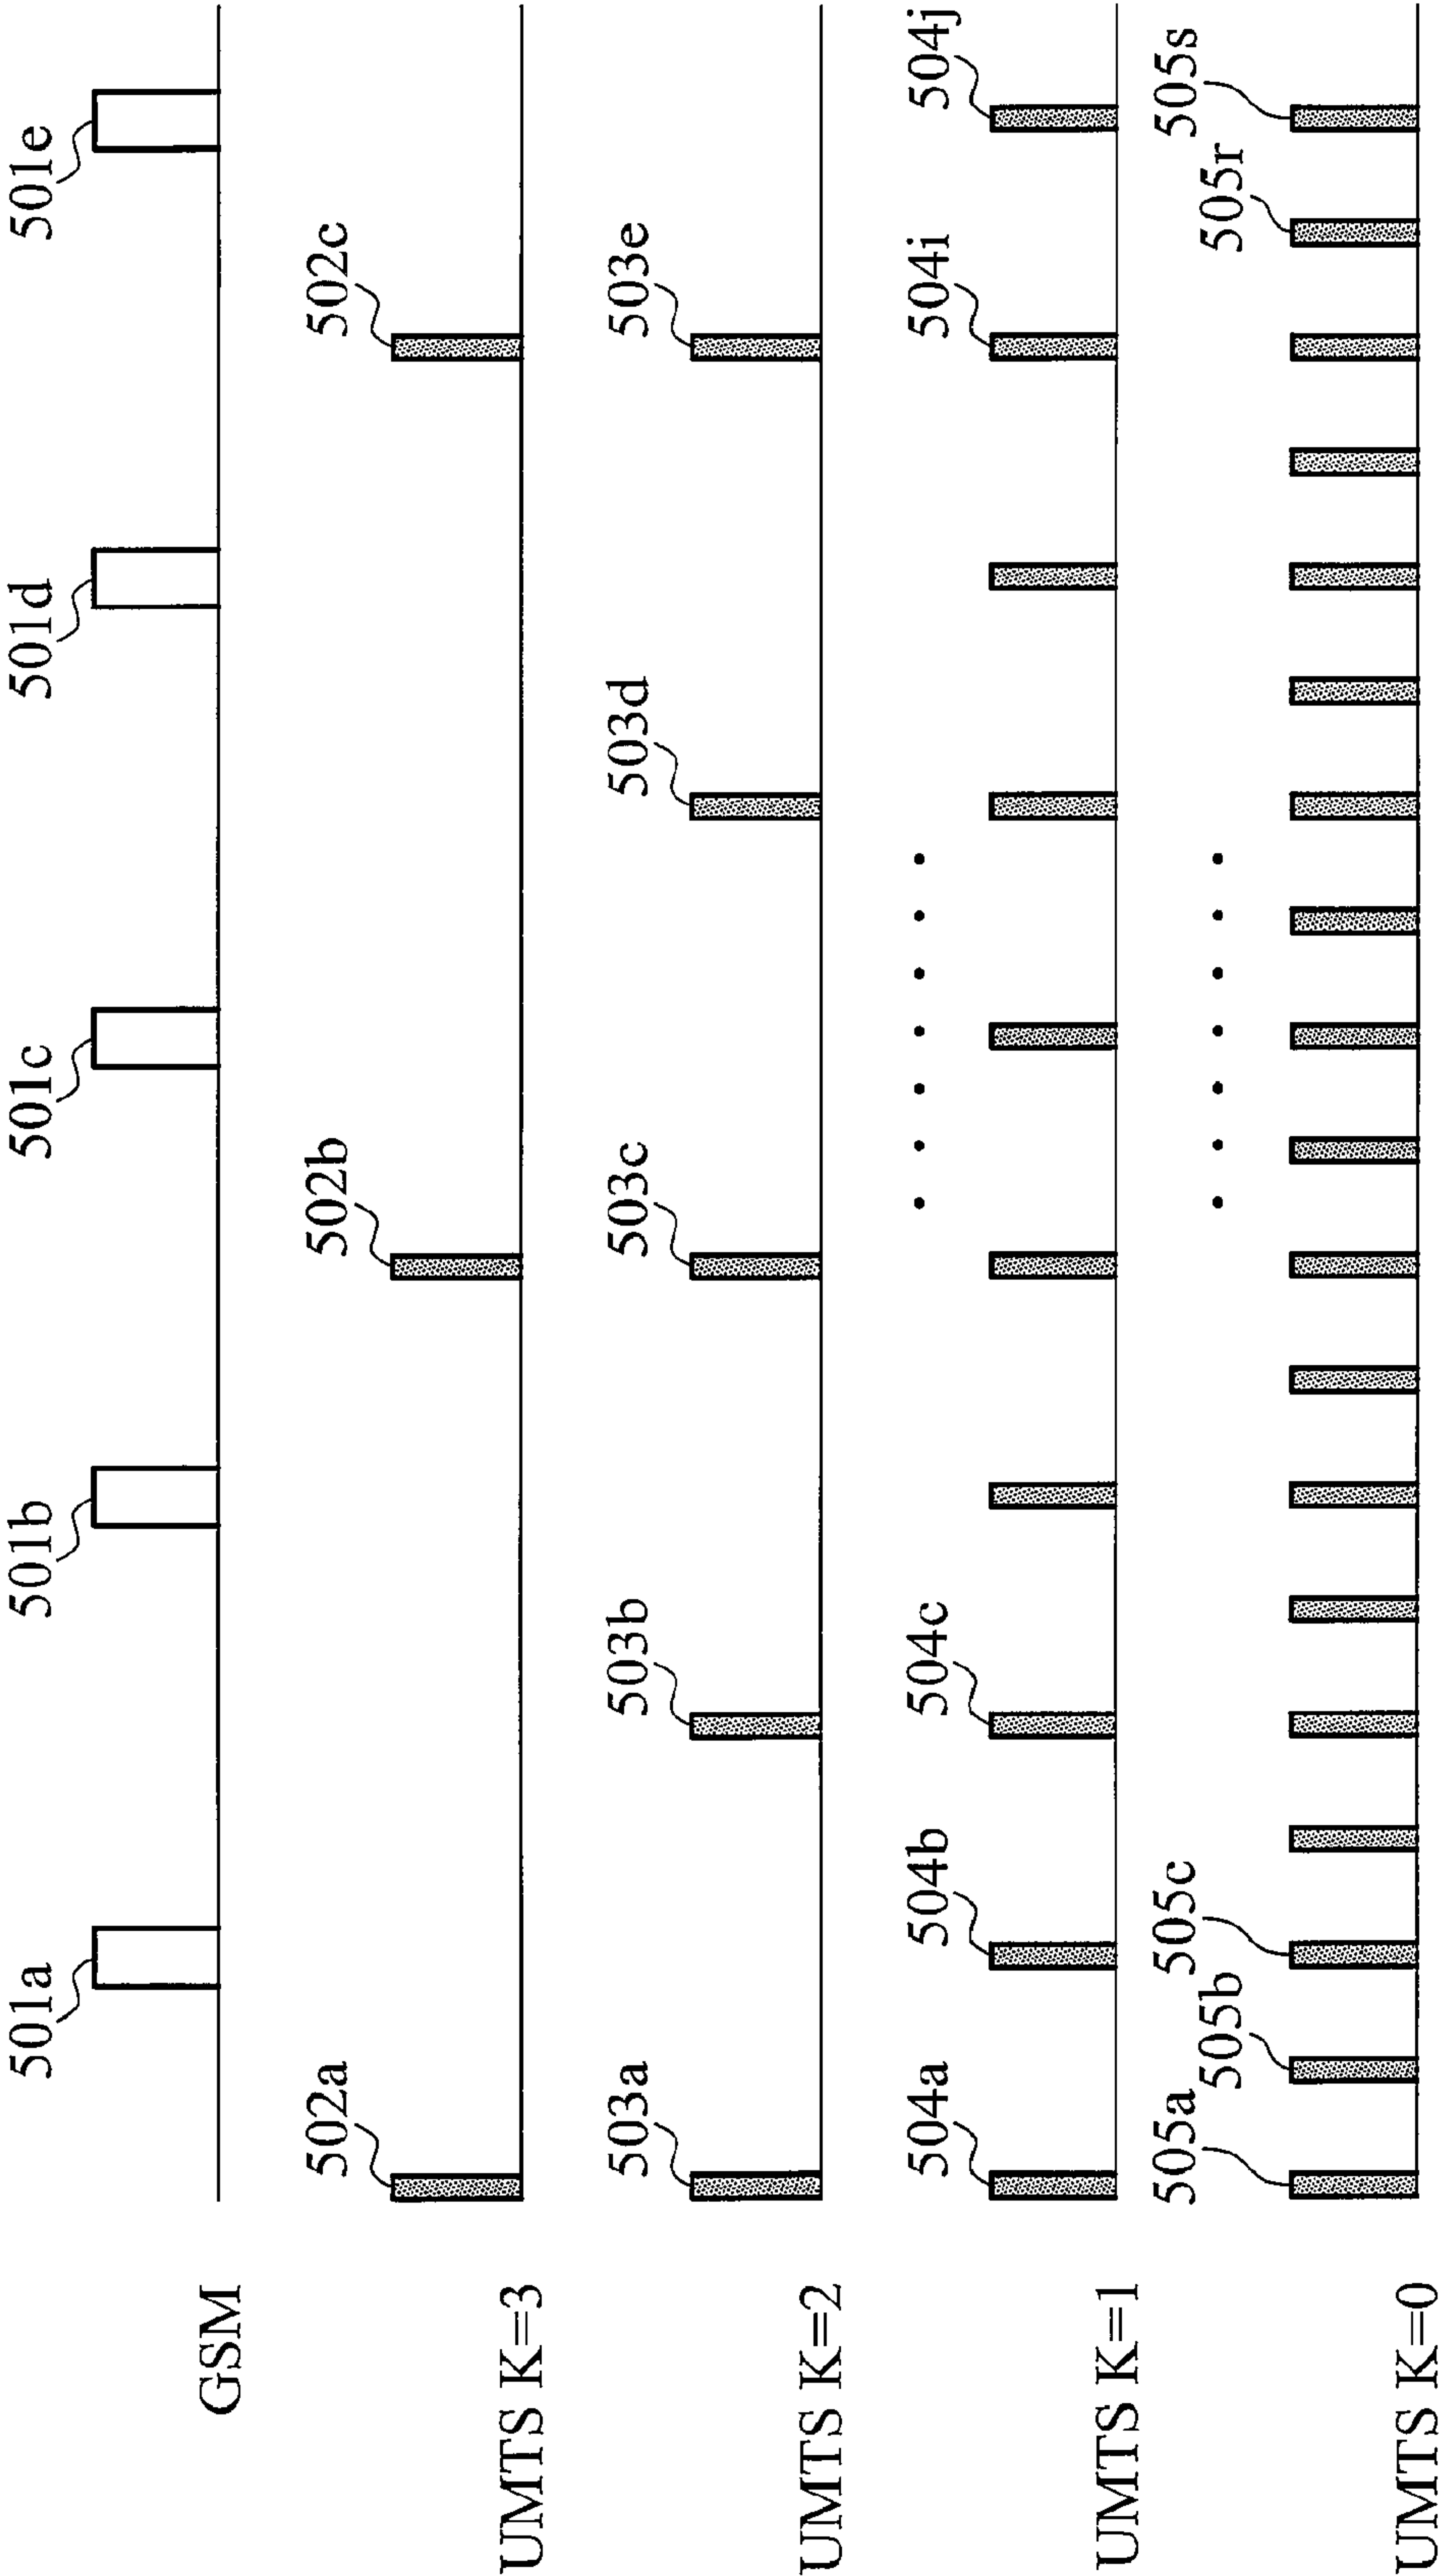 501a 501b 501c 501d 501e
GSM
502a 502b 502c
UMTS K=3
503a 503b 503c 503d 503e
UMTS K=2
504a 504b 504c 504i 504j
UMTS K=1
505a 505b 505c 505r 505s
UMTS K=0